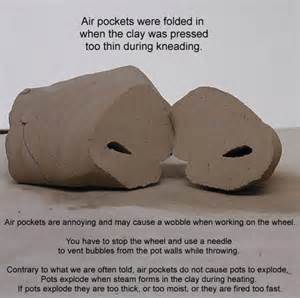 Air pockets were folded in
when the clay was pressed
too thin during kneading.
Air pockets are annoying and may cause a wobble when working on the wheel.
You have to stop the wheel and use a needle
to vent bubbles from the pot walls while throwing.
Contrary to what we are often told, air pockets do not cause pots to explode,
Pots explode when steam forms in the clay during heating.
If pots explode they are too thick, or too moist, or they are fired too fast.